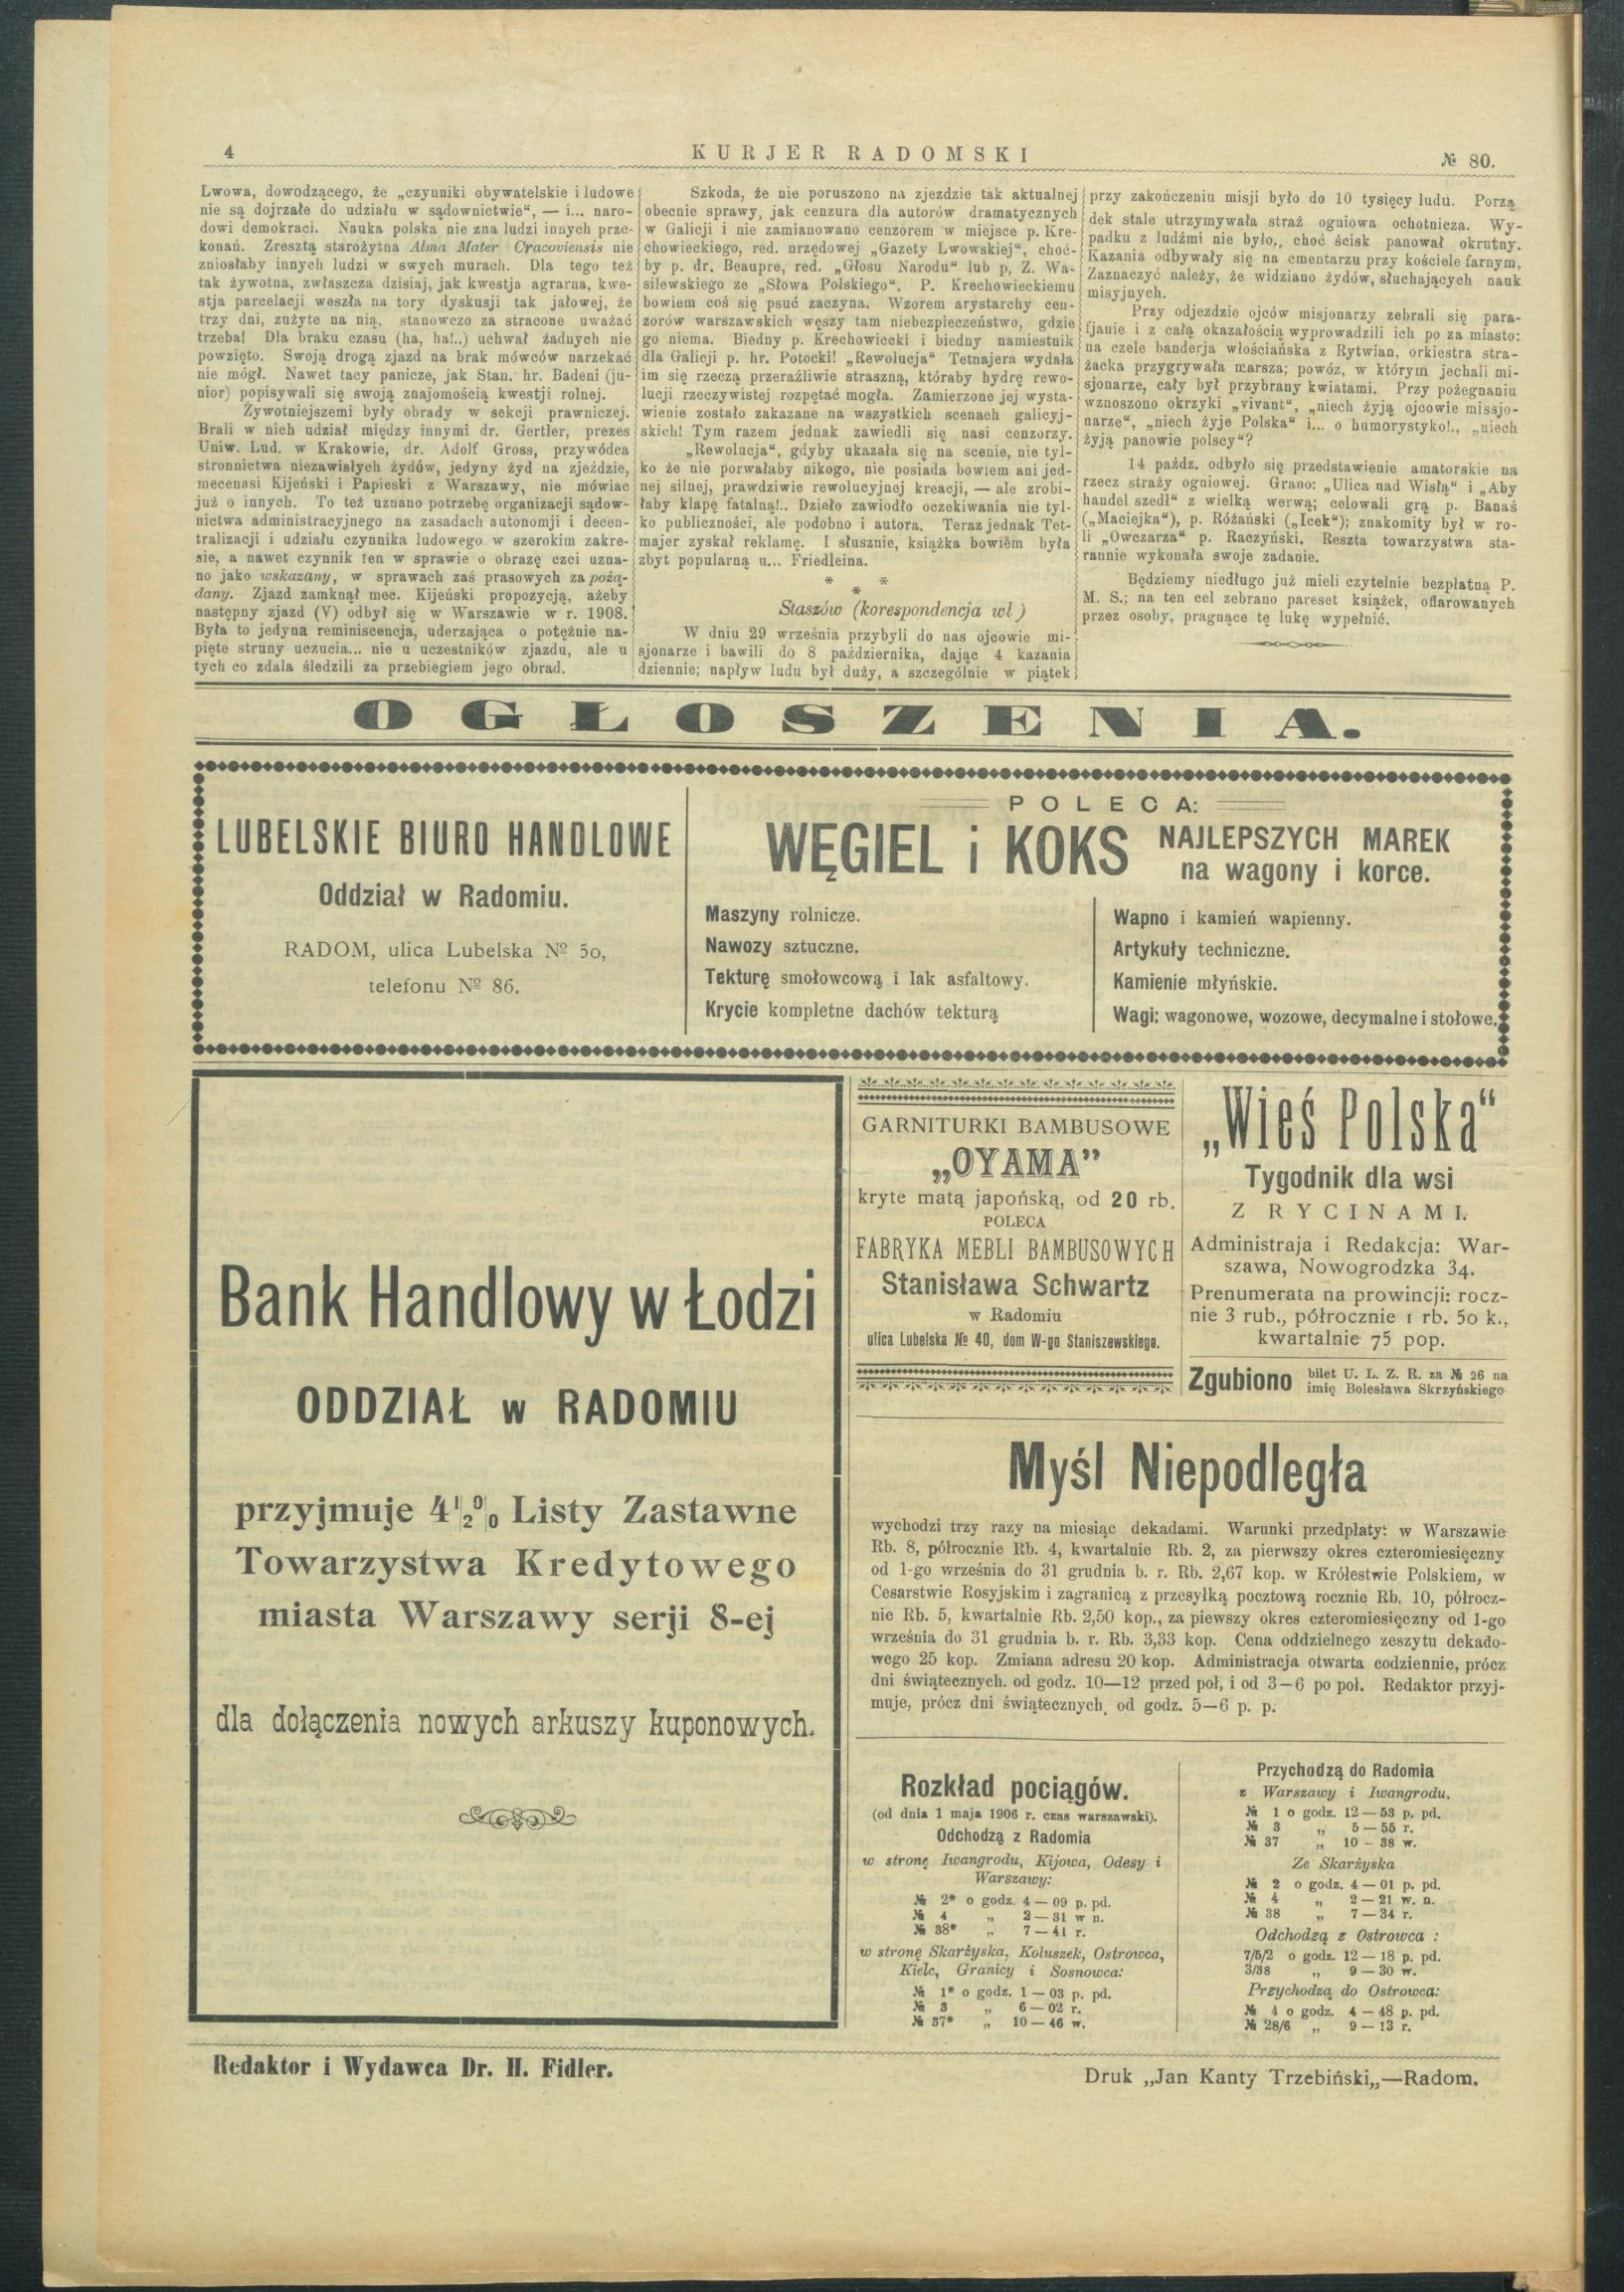 4
KURJER RADOMSKI
№ 80.
Lwowa, dowodzącego, że „czynniki obywatelskie i ludowe
nie są dojrzałe do udziału w sądownictwie“, — i... naro-
dowi demokraci. Nauka polska nie zna ludzi innych prze-
konań. Zresztą starożytna Alma Mater Cracoviensis nie
zniosłaby innych ludzi w swych murach. Dla tego też
tak żywotna, zwłaszcza dzisiaj, jak kwestja agrarna, kwe-
stja parcelacji weszła na tory dyskusji tak jałowej, że
trzy dni, zużyte na nią, stanowczo za stracone uważać
trzeba! Dla braku czasu (ha, ha!..) uchwał żadnych nie
powzięto. Swoją drogą zjazd na brak mówców narzekać
nie mógł. Nawet tacy panicze, jak Stan. hr. Badeni (ju-
nior) popisywali się swoją znajomością kwestji rolnej.
Żywotniejszemi były obrady w sekcji prawniczej.
Brali w nich udział między innymi dr. Gertler, prezes
Uniw. Lud. w Krakowie, dr. Adolf Gross, przywódca
stronnictwa niezawisłych żydów, jedyny żyd na zjeździe,
mecenasi Kijeński i Papieski z Warszawy, nie mówiac
już o innych. To też uznano potrzebę organizacji sądow-
nictwa administracyjnego na zasadach autonomji i decen-
tralizacji i udziału czynnika ludowego w szerokim zakre-
sie, a nawet czynnik ten w sprawie o obrazę czci uzna-
no jako wskazany, w sprawach zaś prasowych za pożą-
dany. Zjazd zamknął mec. Kijeński propozycją, ażeby
następny zjazd (V) odbył się w Warszawie w r. 1908.
Była to jedyna reminiscencja, uderzająca o potężnie na-
pięte struny uczucia... nie u uczestników zjazdu, ale u
tych co zdala śledzili za przebiegiem jego obrad.
Szkoda, że nie poruszono na zjezdzie tak aktualnej
obecnie sprawy, jak cenzura dla autorów dramatycznych
w Galicji i nie zamianowano cenzorem w miejsce p. Kre-
chowieckiego, red. nrzędowej „Gazety Lwowskiej“, choć-
by p. dr. Beaupre, red. „Głosu Narodu“ lub p, Z. Wa-
silewskiego ze „Słowa Polskiego“. P. Krechowieckiemu
bowiem coś się psuć zaczyna. Wzorem arystarchy cen-
zorów warszawskich węszy tam niebezpieczeństwo, gdzie
go niema. Biedny p. Krechowiecki i biedny namiestnik
dla Galicji p. hr. Potocki! „Rewolucja“ Tetnajera wydała
im się rzeczą przeraźliwie straszną, któraby hydrę rewo-
lucji rzeczywistej rozpętać mogła. Zamierzone jej wysta-
wienie zostało zakazane na wszystkich scenach galicyj-
skich! Tym razem jednak zawiedli się nasi cenzorzy.
„Rewolucja“, gdyby ukazała się na scenie, nie tyl-
ko że nie porwałaby nikogo, nie posiada bowiem ani jed-
nej silnej, prawdziwie rewolucyjnej kreacji, — ale zrobi-
łaby klapę fatalną!.. Dzieło zawiodło oczekiwania nie tyl-
ko publiczności, ale podobno i autora. Teraz jednak Tet-
majer zyskał reklamę. I słusznie, książka bowiem była
zbyt popularną u... Friedleina.
* * *
Staszów (korespondencja wł)
W dniu 29 września przybyli do nas ojcowie mi-
sjonarze i bawili do 8 października, dając 4 kazania
dziennie; napływ ludu był duży, a szczególnie w piątek
przy zakończeniu misji było do 10 tysięcy ludu. Porzą
dek stale utrzymywała straż ogniowa ochotnicza. Wy-
padku z ludźmi nie było,, choć ścisk panował okrutny.
Kazania odbywały się na cmentarzu przy kościele farnym,
Zaznaczyć należy, że widziano żydów, słuchających nauk
misyjnych.
Przy odjezdzie ojców misjonarzy zebrali się para-
fjanie i z całą okazałością wyprowadzili ich po za miasto:
na czele banderja włościańska z Rytwian, orkiestra stra-
żacka przygrywała marsza; powóz, w którym jechali mi-
sjonarze, cały był przybrany kwiatami. Przy pożegnaniu
wznoszono okrzyki „vivant“, „niech żyją ojcowie missjo-
narze“, „niech żyje Polska“ i... o humorystyko!., „niech
żyją panowie polscy“?
14 paźdz. odbyło się przedstawienie amatorskie na
rzecz straży ogniowej. Grano: „Ulica nad Wisłą“ i „Aby
handel szedł“ z wielką werwą; celowali grą p. Banaś
(„Maciejka“), p. Różański („Icek“); znakomity był w ro-
li „Owczarza“ p. Raczyński. Reszta towarzystwa sta-
rannie wykonała swoje zadanie.
Będziemy niedługo już mieli czytelnie bezpłatną P.
M. S.; na ten cel zebrano pareset książek, ofiarowanych
przez osoby, pragnące tę lukę wypełnić.
OGŁOSZENIA.
LUBELSKIE BIURO HANDLOWE
Oddział w Radomiu.
RADOM, ulica Lubelska № 50,
telefonu № 86.
POLECA:
WĘGIEL i KOKS NAJLEPSZYCH MAREK
na wagony i korce.
Maszyny rolnicze.
Nawozy sztuczne.
Tekturę smołowcową i lak asfaltowy.
Krycie kompletne dachów tekturą
Wapno i kamień wapienny.
Artykuły techniczne.
Kamienie młyńskie.
Wagi: wagonowe, wozowe, decymalne i stołowe.
Bank Handlowy w Łodzi
ODDZIAŁ w RADOMIU
przyjmuje 4½% Listy Zastawne
Towarzystwa Kredytowego
miasta Warszawy serji 8-ej
dla dołączenia nowych arkuszy kuponowych.
GARNITURKI BAMBUSOWE
„OYAMA”
kryte matą japońską, od 20 rb.
POLECA
FABRYKA MEBLI BAMBUSOWYCH
Stanisława Schwartz
w Radomiu
ulica Lubelska № 40, dom W-go Staniszewskiego.
„Wieś Polska“
Tygodnik dla wsi
Z RYCINAMI.
Administraja i Redakcja: War-
szawa, Nowogrodzka 34.
Prenumerata na prowincji: rocz-
nie 3 rub., półrocznie 1 rb. 50 k.,
kwartalnie 75 pop.
Zgubiono bilet U. L. Z. R. za № 26 na
imię Bolesława Skrzyńskiego
Myśl Niepodległa
wychodzi trzy razy na miesiąc dekadami. Warunki przedpłaty: w Warszawie
Rb. 8, półrocznie Rb. 4, kwartalnie Rb. 2, za pierwszy okres czteromiesięczny
od 1-go września do 31 grudnia b. r. Rb. 2,67 kop. w Królestwie Polskiem, w
Cesarstwie Rosyjskim i zagranicą z przesyłką pocztową rocznie Rb. 10, półrocz-
nie Rb. 5, kwartalnie Rb. 2,50 kop., za piewszy okres czteromiesięczny od 1-go
września do 31 grudnia b. r. Rb. 3,33 kop. Cena oddzielnego zeszytu dekado-
wego 25 kop. Zmiana adresu 20 kop. Administracja otwarta codziennie, prócz
dni świątecznych. od godz. 10—12 przed poł, i od 3—6 po poł. Redaktor przyj-
muje, prócz dni świątecznych, od godz. 5—6 p. p.
Rozkład pociągów.
(od dnia 1 maja 1906 r. czas warszawski).
Odchodzą z Radomia
w stronę Iwangrodu, Kijowa, Odesy i
Warszawy:
№ 2* o godz. 4—09 p. pd.
№ 4 „ 2—31 w n.
№ 38* „ 7—41 r.
w stronę Skarżyska, Koluszek, Ostrowca,
Kielc, Granicy i Sosnowca:
№ 1* o godz. 1—03 p. pd.
№ 3 „ 6—02 r.
№ 37* „ 10—46 w.
Przychodzą do Radomia
z Warszawy i Iwangrodu.
№ 1 o godz. 12—53 p. pd.
№ 3 „ 5—55 r.
№ 37 „ 10—38 w.
Ze Skarżyska
№ 2 o godz. 4—01 p. pd.
№ 4 „ 2—21 w. n.
№ 38 „ 7—34 r.
Odchodzą z Ostrowca :
7/5/2 o godz. 12—18 p. pd.
3/38 „ 9—30 w.
Przychodzą do Ostrowca:
№ 4 o godz. 4—48 p. pd.
№ 28/6 „ 9—13 r.
Redaktor i Wydawca Dr. H. Fidler.
Druk „Jan Kanty Trzebiński„—Radom.